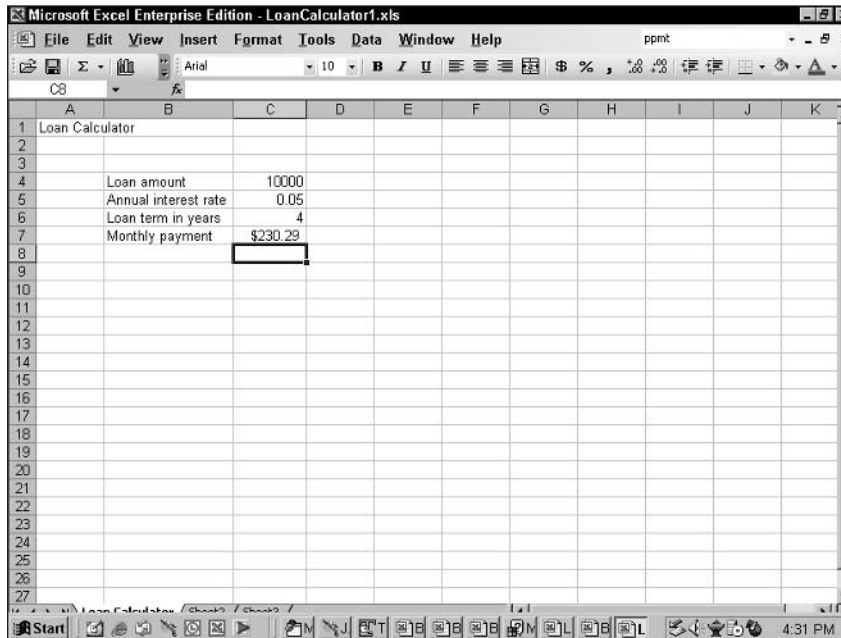 Microsoft Excel Enterprise Edition - LoanCalculator1.xls
File Edit View Insert Format Tools Data Window Help ppmt
Arial 10 B I U $ % ,
C8 fx
A B C D E F G H I J K
1 Loan Calculator
2
3
4 Loan amount 10000
5 Annual interest rate 0.05
6 Loan term in years 4
7 Monthly payment $230.29
8
9
10
11
12
13
14
15
16
17
18
19
20
21
22
23
24
25
26
27
Loan Calculator / Sheet2 / Sheet3 /
Start M J T B B B M L B L 4:31 PM